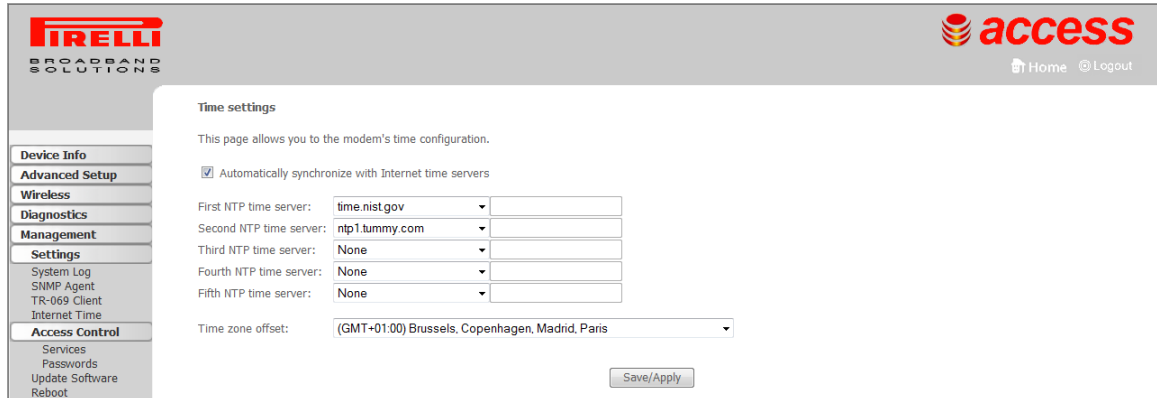 PIRELLI
BROADBAND
SOLUTIONS
access
Home Logout
Device Info
Advanced Setup
Wireless
Diagnostics
Management
Settings
System Log
SNMP Agent
TR-069 Client
Internet Time
Access Control
Services
Passwords
Update Software
Reboot
Time settings
This page allows you to the modem's time configuration.
Automatically synchronize with Internet time servers
First NTP time server: time.nist.gov
Second NTP time server: ntp1.tummy.com
Third NTP time server: None
Fourth NTP time server: None
Fifth NTP time server: None
Time zone offset: (GMT+01:00) Brussels, Copenhagen, Madrid, Paris
Save/Apply